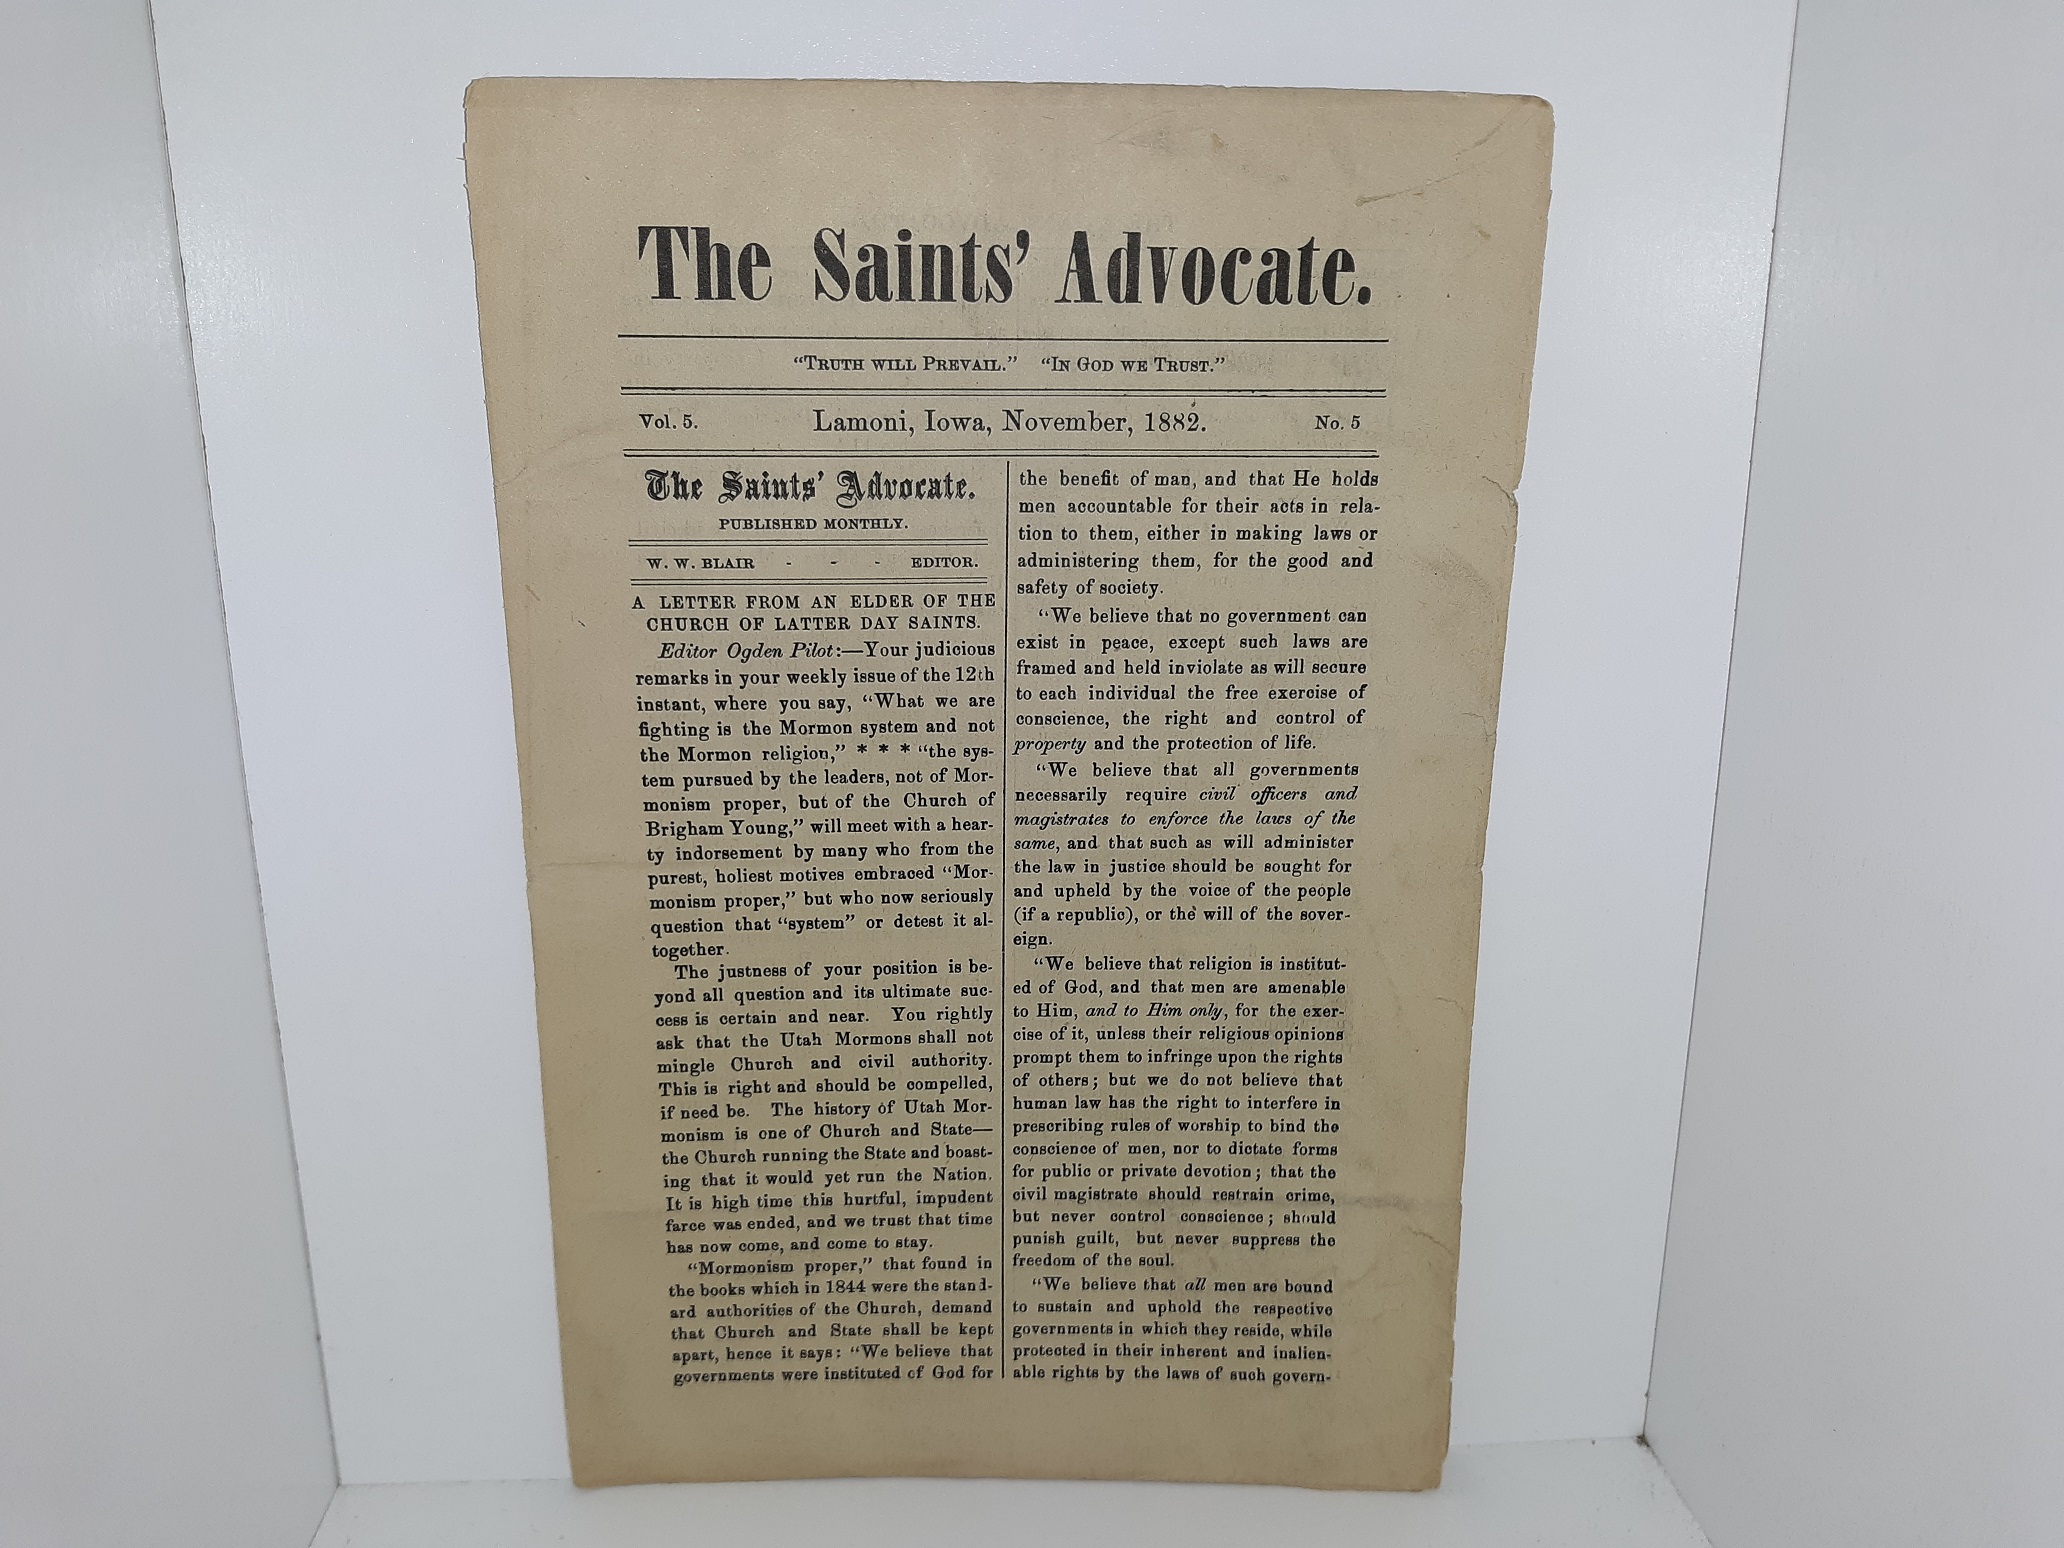 The Saints' Advocate.
"Truth will Prevail." "In God we Trust."
Vol. 5. Lamoni, Iowa, November, 1882. No. 5
The Saints' Advocate.
PUBLISHED MONTHLY.
W. W. BLAIR - - - EDITOR.
A LETTER FROM AN ELDER OF THE
CHURCH OF LATTER DAY SAINTS.
Editor Ogden Pilot:—Your judicious
remarks in your weekly issue of the 12th
instant, where you say, "What we are
fighting is the Mormon system and not
the Mormon religion," * * * "the sys-
tem pursued by the leaders, not of Mor-
monism proper, but of the Church of
Brigham Young," will meet with a hear-
ty indorsement by many who from the
purest, holiest motives embraced "Mor-
monism proper," but who now seriously
question that "system" or detest it al-
together.
The justness of your position is be-
yond all question and its ultimate suc-
cess is certain and near. You rightly
ask that the Utah Mormons shall not
mingle Church and civil authority.
This is right and should be compelled,
if need be. The history of Utah Mor-
monism is one of Church and State—
the Church running the State and boast-
ing that it would yet run the Nation.
It is high time this hurtful, impudent
farce was ended, and we trust that time
has now come, and come to stay.
"Mormonism proper," that found in
the books which in 1844 were the stand-
ard authorities of the Church, demand
that Church and State shall be kept
apart, hence it says: "We believe that
governments were instituted of God for
the benefit of man, and that He holds
men accountable for their acts in rela-
tion to them, either in making laws or
administering them, for the good and
safety of society.
"We believe that no government can
exist in peace, except such laws are
framed and held inviolate as will secure
to each individual the free exercise of
conscience, the right and control of
property and the protection of life.
"We believe that all governments
necessarily require civil officers and
magistrates to enforce the laws of the
same, and that such as will administer
the law in justice should be sought for
and upheld by the voice of the people
(if a republic), or the will of the sover-
eign.
"We believe that religion is institut-
ed of God, and that men are amenable
to Him, and to Him only, for the exer-
cise of it, unless their religious opinions
prompt them to infringe upon the rights
of others; but we do not believe that
human law has the right to interfere in
prescribing rules of worship to bind the
conscience of men, nor to dictate forms
for public or private devotion; that the
civil magistrate should restrain crime,
but never control conscience; should
punish guilt, but never suppress the
freedom of the soul.
"We believe that all men are bound
to sustain and uphold the respective
governments in which they reside, while
protected in their inherent and inalien-
able rights by the laws of such govern-